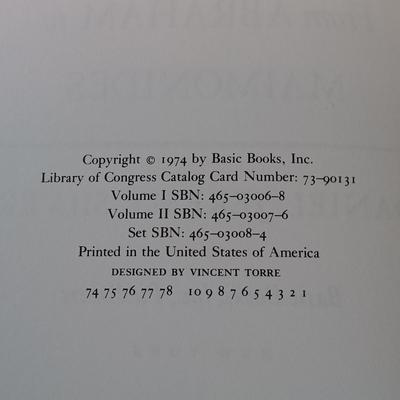 Copyright © 1974 by Basic Books, Inc.
Library of Congress Catalog Card Number: 73–90131
Volume I SBN: 465–03006–8
Volume II SBN: 465–03007–6
Set SBN: 465–03008–4
Printed in the United States of America
DESIGNED BY VINCENT TORRE
74 75 76 77 78 10 9 8 7 6 5 4 3 2 1